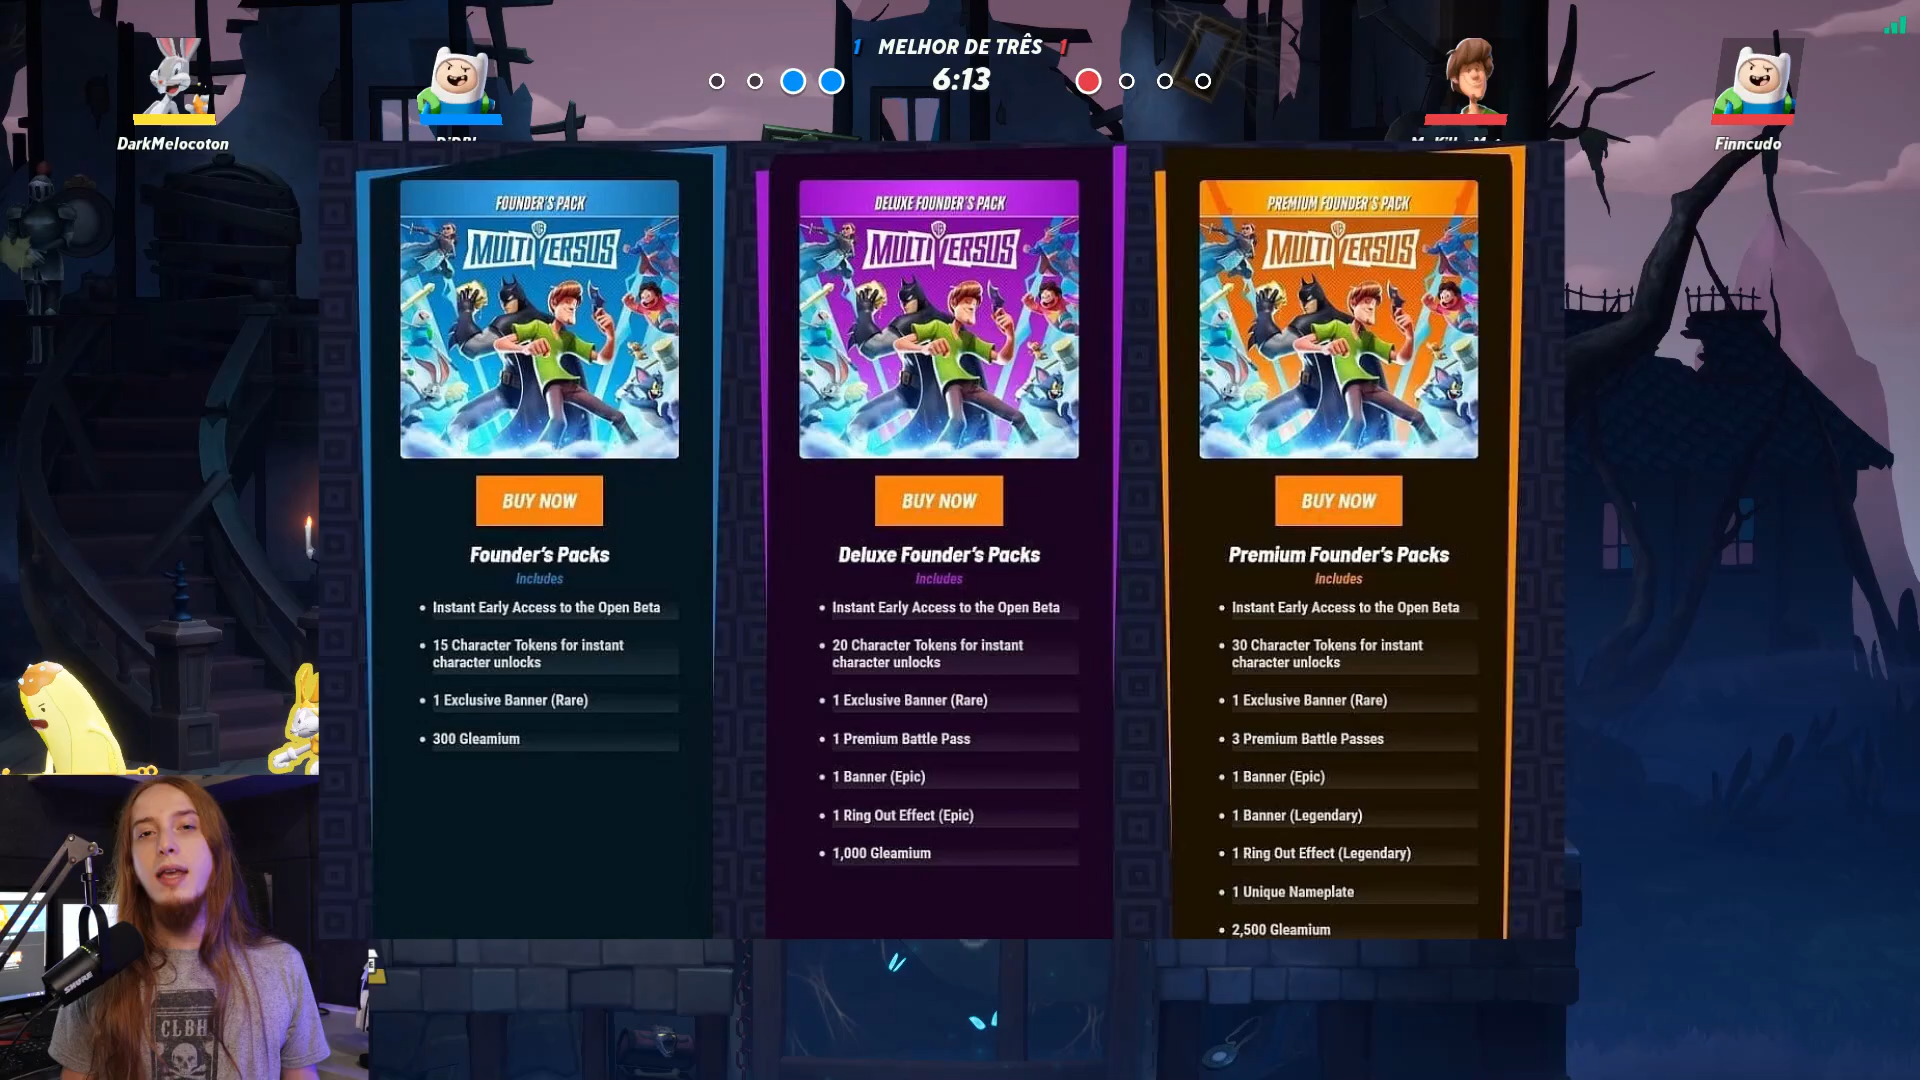 1 MELHOR DE TRÊS 1
6:13
DarkMelocoton
Finncudo
FOUNDER'S PACK
WB
MULTIVERSUS
BUY NOW
Founder's Packs
Includes
• Instant Early Access to the Open Beta
• 15 Character Tokens for instant
character unlocks
• 1 Exclusive Banner (Rare)
• 300 Gleamium
DELUXE FOUNDER'S PACK
WB
MULTIVERSUS
BUY NOW
Deluxe Founder's Packs
Includes
• Instant Early Access to the Open Beta
• 20 Character Tokens for instant
character unlocks
• 1 Exclusive Banner (Rare)
• 1 Premium Battle Pass
• 1 Banner (Epic)
• 1 Ring Out Effect (Epic)
• 1,000 Gleamium
PREMIUM FOUNDER'S PACK
WB
MULTIVERSUS
BUY NOW
Premium Founder's Packs
Includes
• Instant Early Access to the Open Beta
• 30 Character Tokens for instant
character unlocks
• 1 Exclusive Banner (Rare)
• 3 Premium Battle Passes
• 1 Banner (Epic)
• 1 Banner (Legendary)
• 1 Ring Out Effect (Legendary)
• 1 Unique Nameplate
• 2,500 Gleamium
SHURE
CLBH